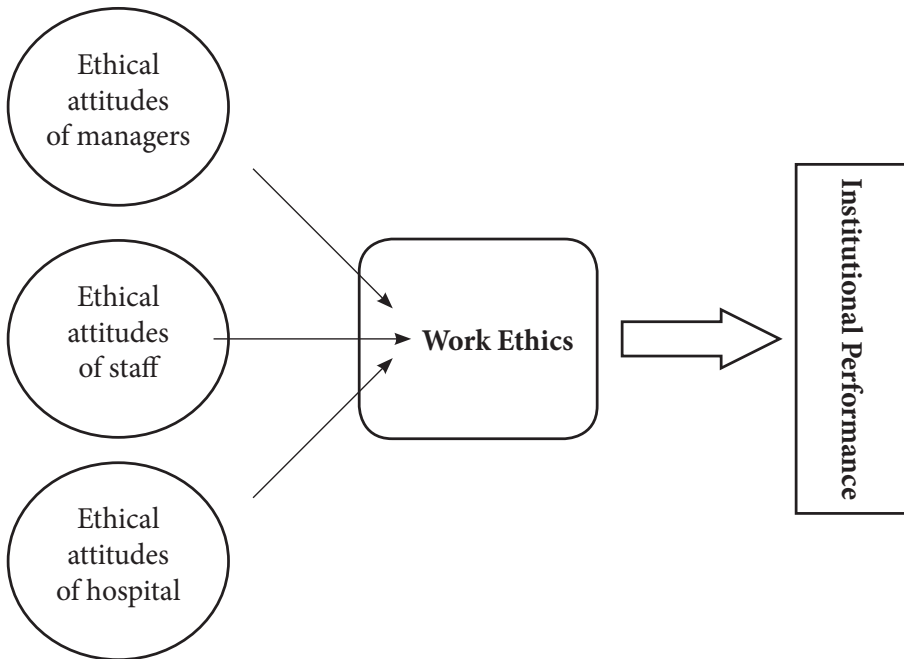 Ethical
attitudes
of managers
Ethical
attitudes
of staff
Ethical
attitudes
of hospital
Work Ethics
Institutional Performance